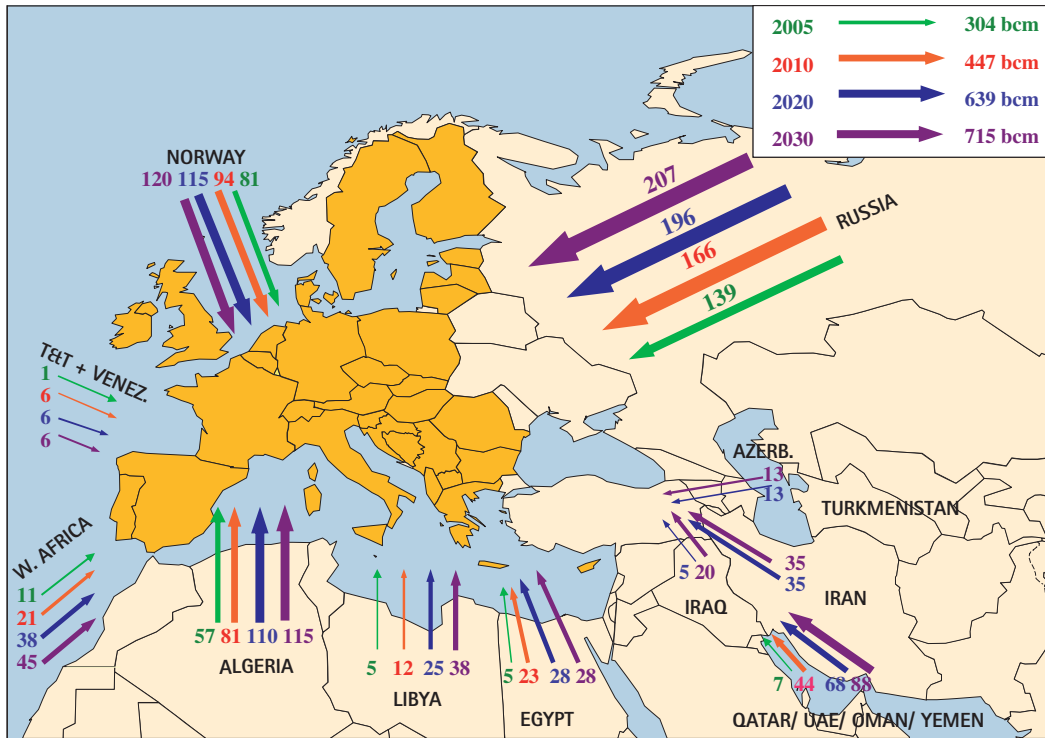 2005 304 bcm
2010 447 bcm
2020 639 bcm
2030 715 bcm
NORWAY
120 115 94 81
207
196
166
139
RUSSIA
T&T + VENEZ.
1
6
6
6
AZERB.
13
13
TURKMENISTAN
W. AFRICA
11
21
38
45
57 81 110 115
ALGERIA
5 12 25 38
LIBYA
5 23 28 28
EGYPT
5 20
IRAQ
35
35
IRAN
7 44 68 88
QATAR/ UAE/ OMAN/ YEMEN